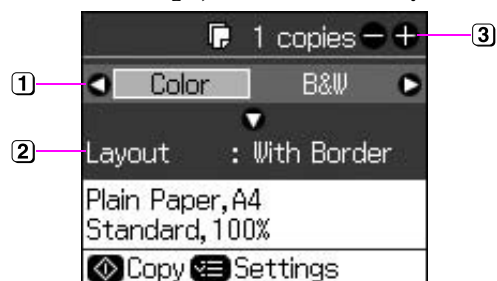 1 copies
3
1
Color B&W
2
Layout : With Border
Plain Paper, A4
Standard, 100%
Copy Settings